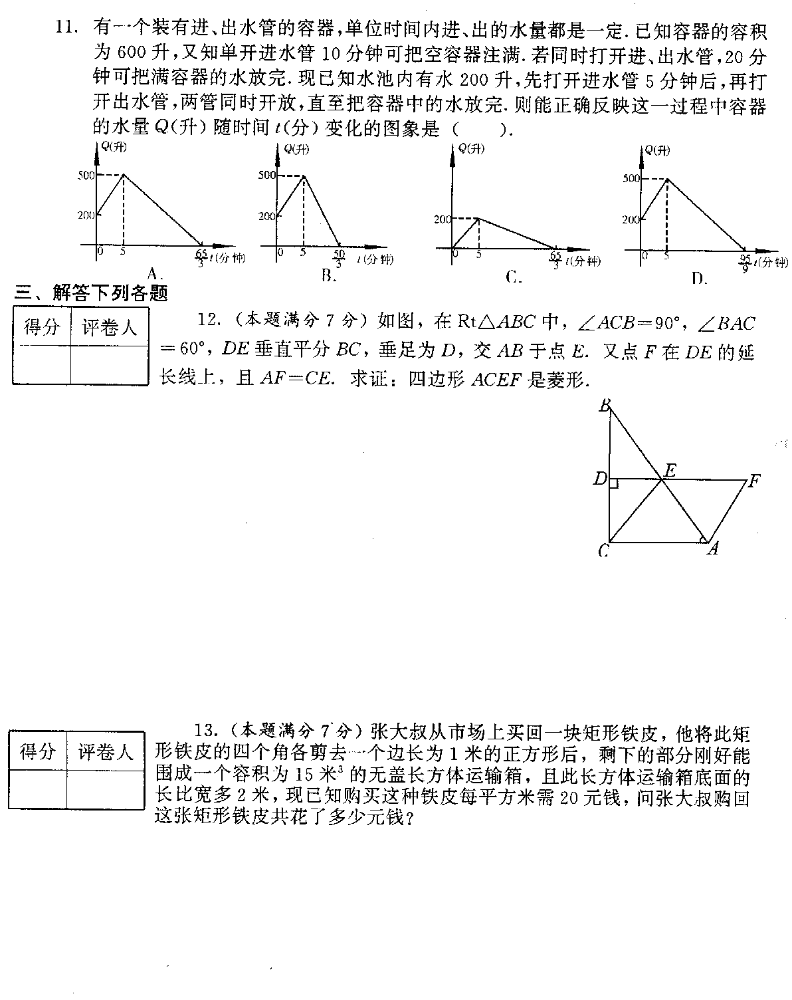 11. 有一个装有进、出水管的容器,单位时间内进、出的水量都是一定.已知容器的容积
为 600 升,又知单开进水管 10 分钟可把空容器注满.若同时打开进、出水管,20 分
钟可把满容器的水放完.现已知水池内有水 200 升,先打开进水管 5 分钟后,再打
开出水管,两管同时开放,直至把容器中的水放完.则能正确反映这一过程中容器
的水量 Q(升) 随时间 t(分) 变化的图象是 (  ).
Q(升) 500 200 0 5 65/3 t(分钟) A.
Q(升) 500 200 0 5 50/3 t(分钟) B.
Q(升) 200 0 5 65/3 t(分钟) C.
Q(升) 500 200 0 5 95/9 t(分钟) D.
三、解答下列各题
得分 评卷人
12.(本题满分 7 分) 如图，在 Rt△ABC 中，∠ACB=90°，∠BAC
=60°，DE 垂直平分 BC，垂足为 D，交 AB 于点 E. 又点 F 在 DE 的延
长线上，且 AF=CE. 求证：四边形 ACEF 是菱形.
B
D E F
C A
得分 评卷人
13.(本题满分 7 分) 张大叔从市场上买回一块矩形铁皮，他将此矩
形铁皮的四个角各剪去一个边长为 1 米的正方形后，剩下的部分刚好能
围成一个容积为 15 米³ 的无盖长方体运输箱，且此长方体运输箱底面的
长比宽多 2 米，现已知购买这种铁皮每平方米需 20 元钱，问张大叔购回
这张矩形铁皮共花了多少元钱?